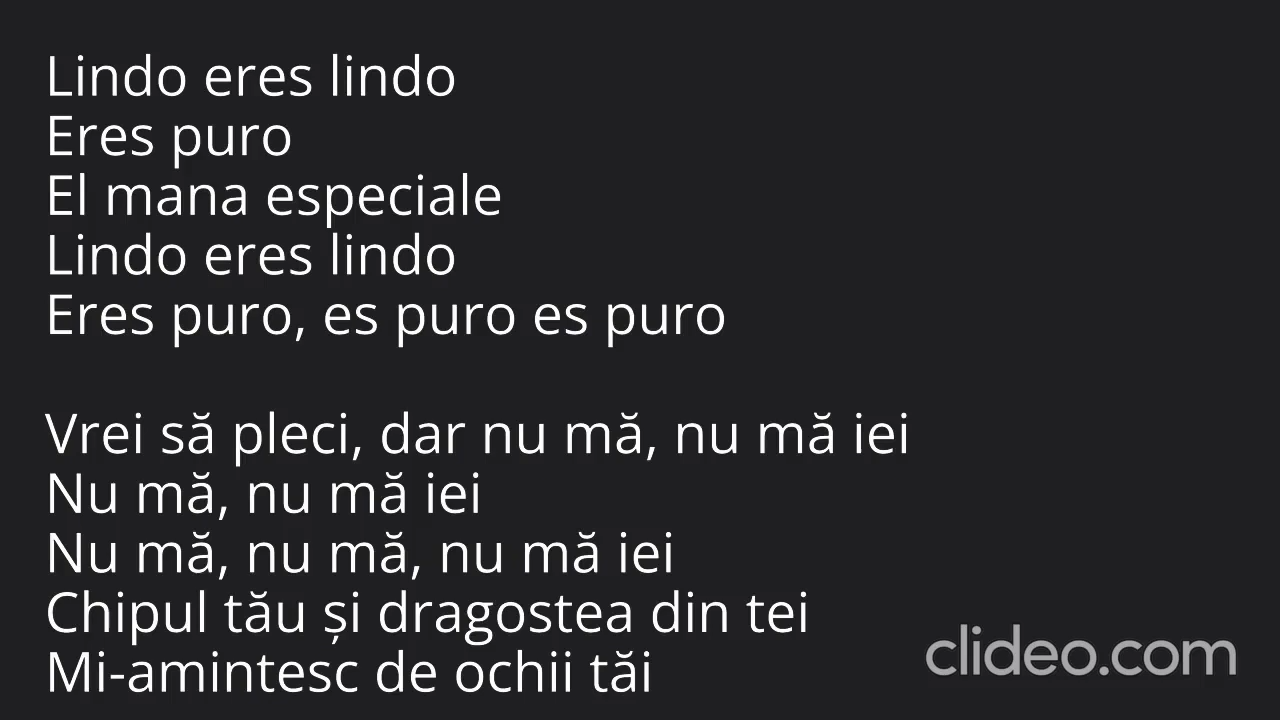 Lindo eres lindo
Eres puro
El mana especiale
Lindo eres lindo
Eres puro, es puro es puro
Vrei să pleci, dar nu mă, nu mă iei
Nu mă, nu mă iei
Nu mă, nu mă, nu mă iei
Chipul tău și dragostea din tei
Mi-amintesc de ochii tăi
clideo.com